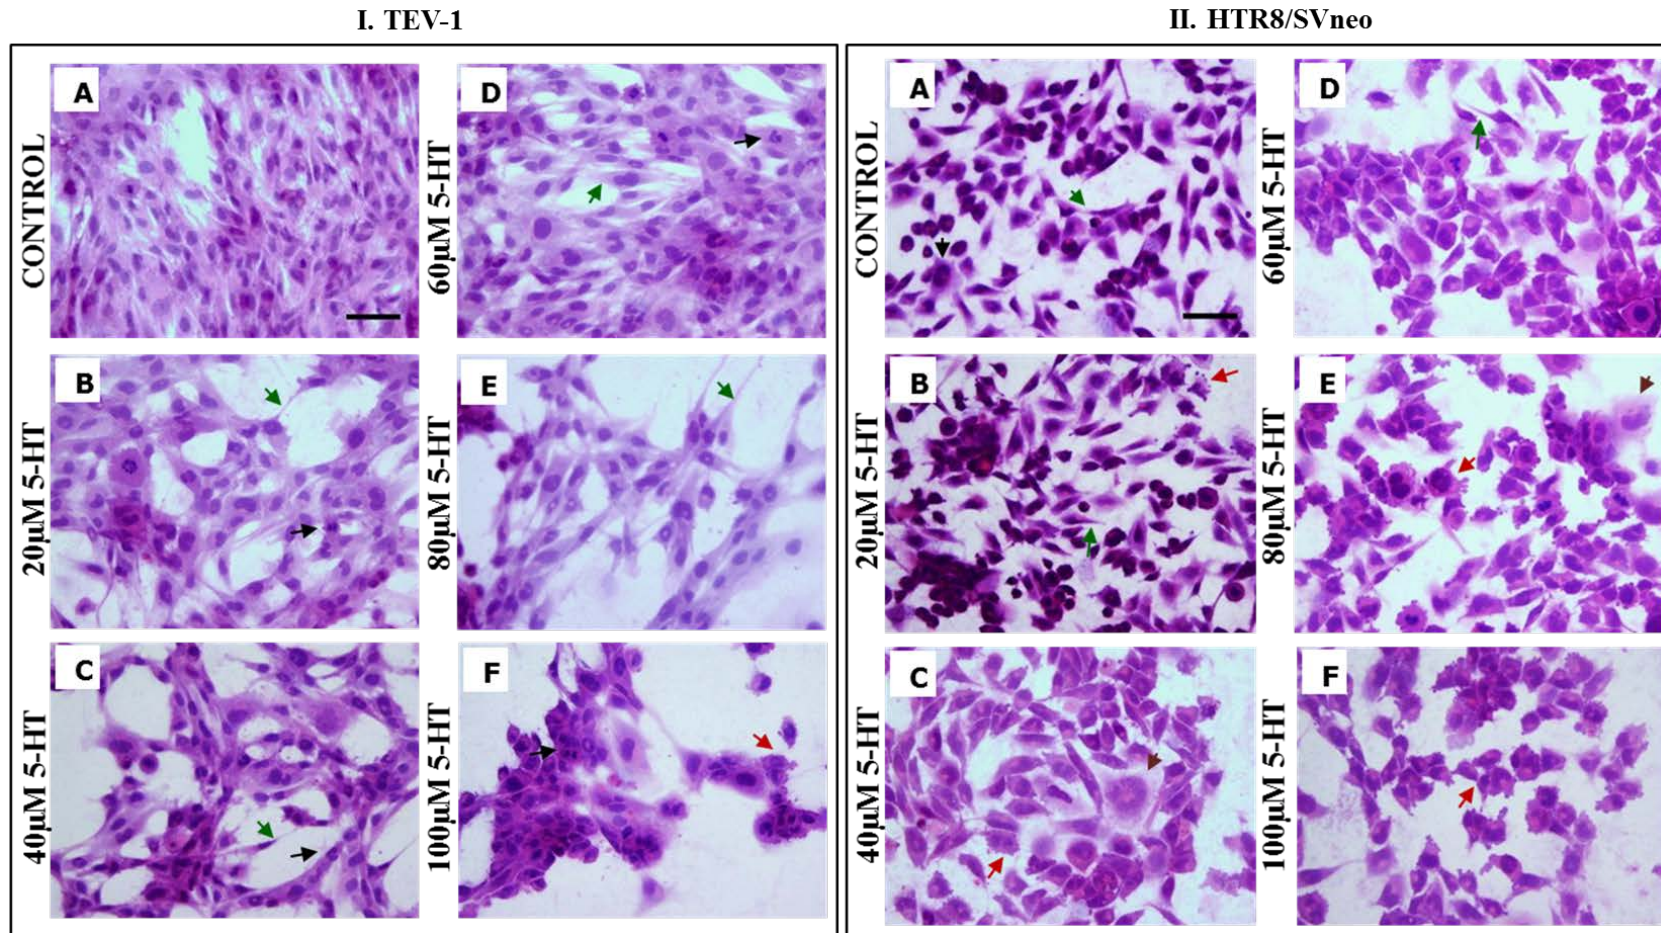 I. TEV-1
II. HTR8/SVneo
A
CONTROL
D
60µM 5-HT
B
20µM 5-HT
E
80µM 5-HT
C
40µM 5-HT
F
100µM 5-HT
A
CONTROL
D
60µM 5-HT
B
20µM 5-HT
E
80µM 5-HT
C
40µM 5-HT
F
100µM 5-HT